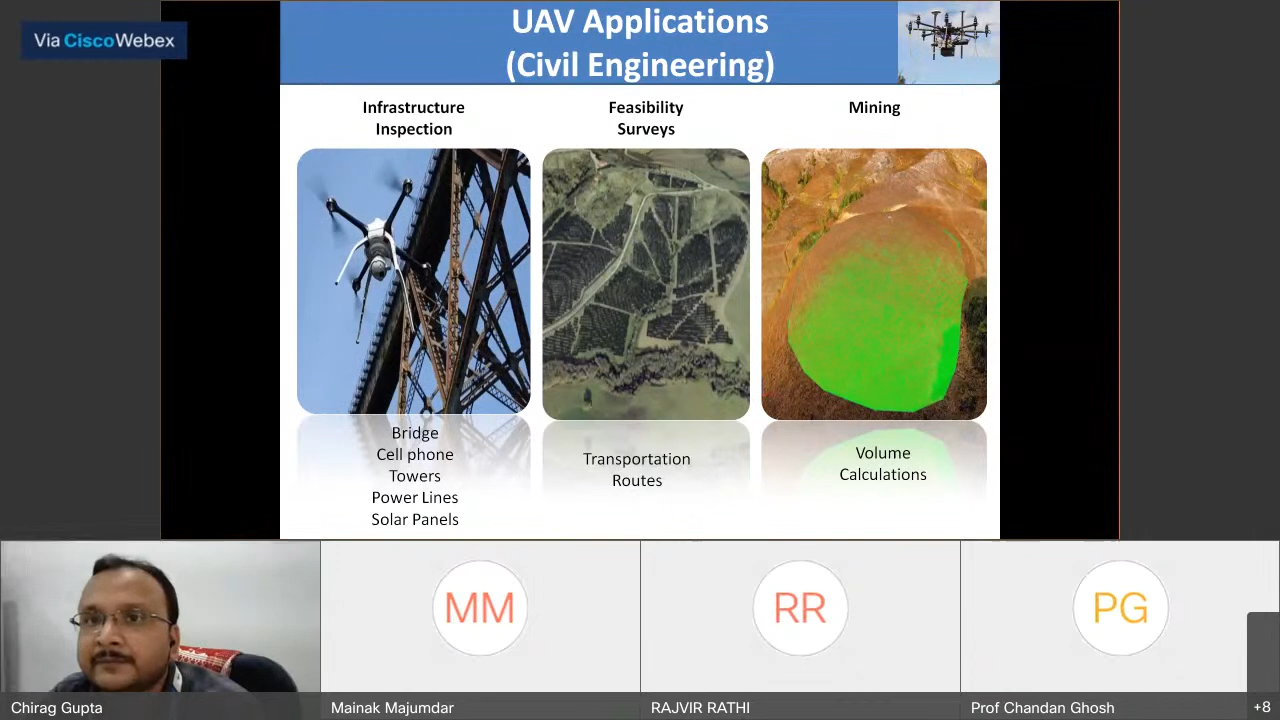 Via CiscoWebex
UAV Applications
(Civil Engineering)
Infrastructure
Inspection
Feasibility
Surveys
Mining
Bridge
Cell phone
Towers
Power Lines
Solar Panels
Transportation
Routes
Volume
Calculations
MM
RR
PG
Chirag Gupta
Mainak Majumdar
RAJVIR RATHI
Prof Chandan Ghosh
+8